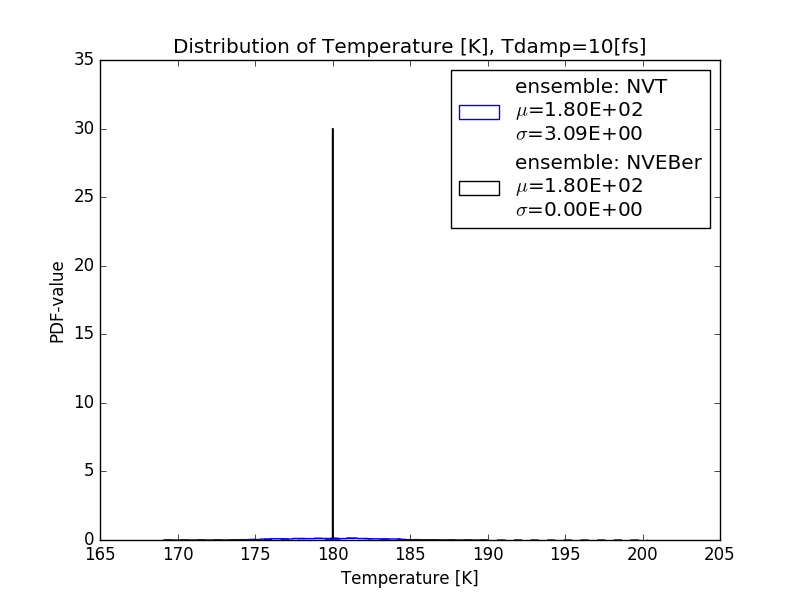 Distribution of Temperature [K], Tdamp=10[fs]
ensemble: NVT
μ=1.80E+02
σ=3.09E+00
ensemble: NVEBer
μ=1.80E+02
σ=0.00E+00
PDF-value
35
30
25
20
15
10
5
0
165 170 175 180 185 190 195 200 205
Temperature [K]